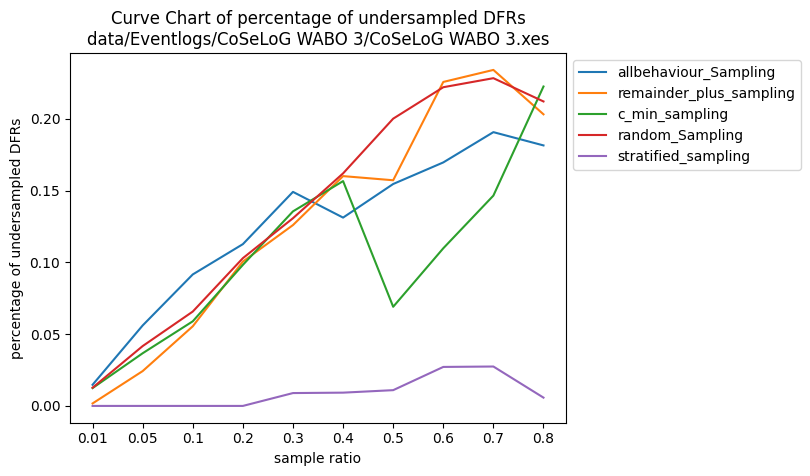 Curve Chart of percentage of undersampled DFRs
data/Eventlogs/CoSeLoG WABO 3/CoSeLoG WABO 3.xes
percentage of undersampled DFRs
0.20
0.15
0.10
0.05
0.00
0.01 0.05 0.1 0.2 0.3 0.4 0.5 0.6 0.7 0.8
sample ratio
allbehaviour_Sampling
remainder_plus_sampling
c_min_sampling
random_Sampling
stratified_sampling